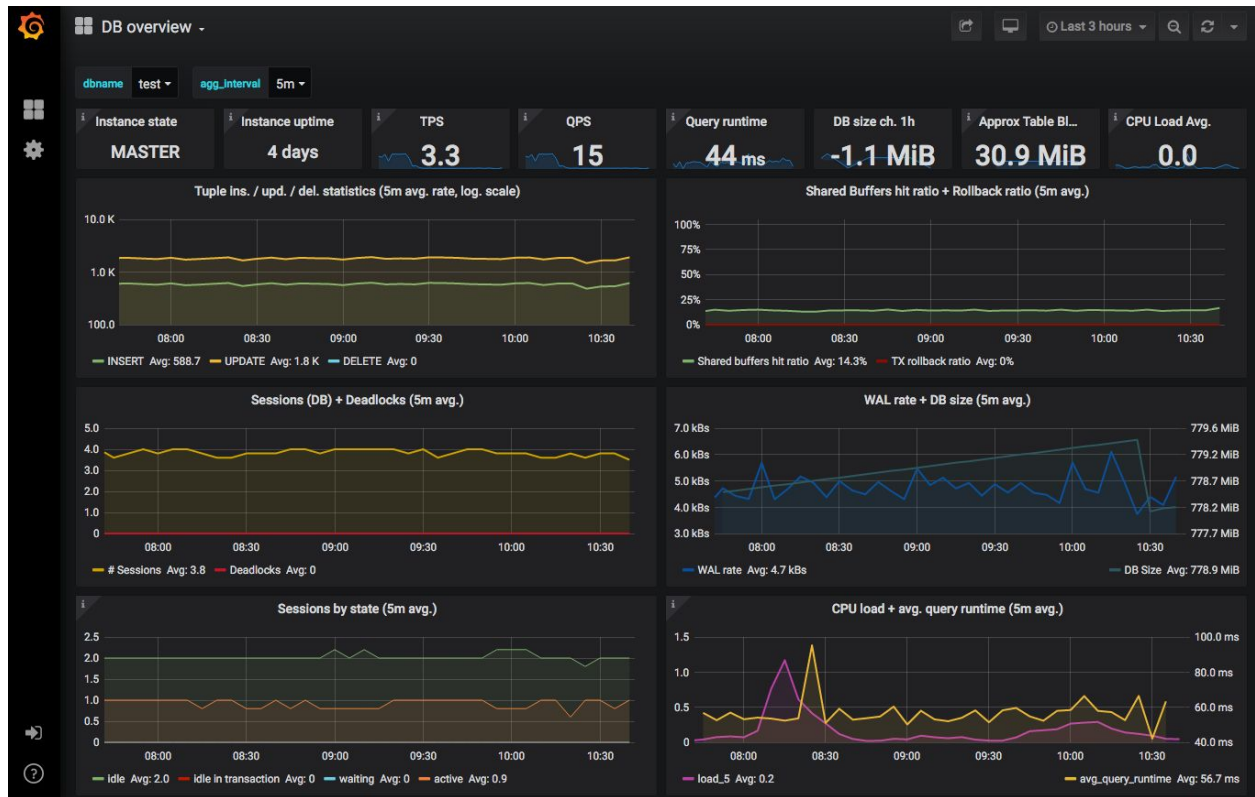 DB overview
Last 3 hours
dbname test agg_interval 5m
Instance state
MASTER
Instance uptime
4 days
TPS
3.3
QPS
15
Query runtime
44 ms
DB size ch. 1h
-1.1 MiB
Approx Table Bl...
30.9 MiB
CPU Load Avg.
0.0
Tuple ins. / upd. / del. statistics (5m avg. rate, log. scale)
10.0 K
1.0 K
100.0
08:00 08:30 09:00 09:30 10:00 10:30
INSERT Avg: 588.7 UPDATE Avg: 1.8 K DELETE Avg: 0
Shared Buffers hit ratio + Rollback ratio (5m avg.)
100%
75%
50%
25%
0%
08:00 08:30 09:00 09:30 10:00 10:30
Shared buffers hit ratio Avg: 14.3% TX rollback ratio Avg: 0%
Sessions (DB) + Deadlocks (5m avg.)
5.0
4.0
3.0
2.0
1.0
0
08:00 08:30 09:00 09:30 10:00 10:30
# Sessions Avg: 3.8 Deadlocks Avg: 0
WAL rate + DB size (5m avg.)
7.0 kBs 779.6 MiB
6.0 kBs 779.2 MiB
5.0 kBs 778.7 MiB
4.0 kBs 778.2 MiB
3.0 kBs 777.7 MiB
08:00 08:30 09:00 09:30 10:00 10:30
WAL rate Avg: 4.7 kBs DB Size Avg: 778.9 MiB
Sessions by state (5m avg.)
2.5
2.0
1.5
1.0
0.5
0
08:00 08:30 09:00 09:30 10:00 10:30
idle Avg: 2.0 idle in transaction Avg: 0 waiting Avg: 0 active Avg: 0.9
CPU load + avg. query runtime (5m avg.)
1.5 100.0 ms
1.0 80.0 ms
0.5 60.0 ms
0 40.0 ms
08:00 08:30 09:00 09:30 10:00 10:30
load_5 Avg: 0.2 avg_query_runtime Avg: 56.7 ms